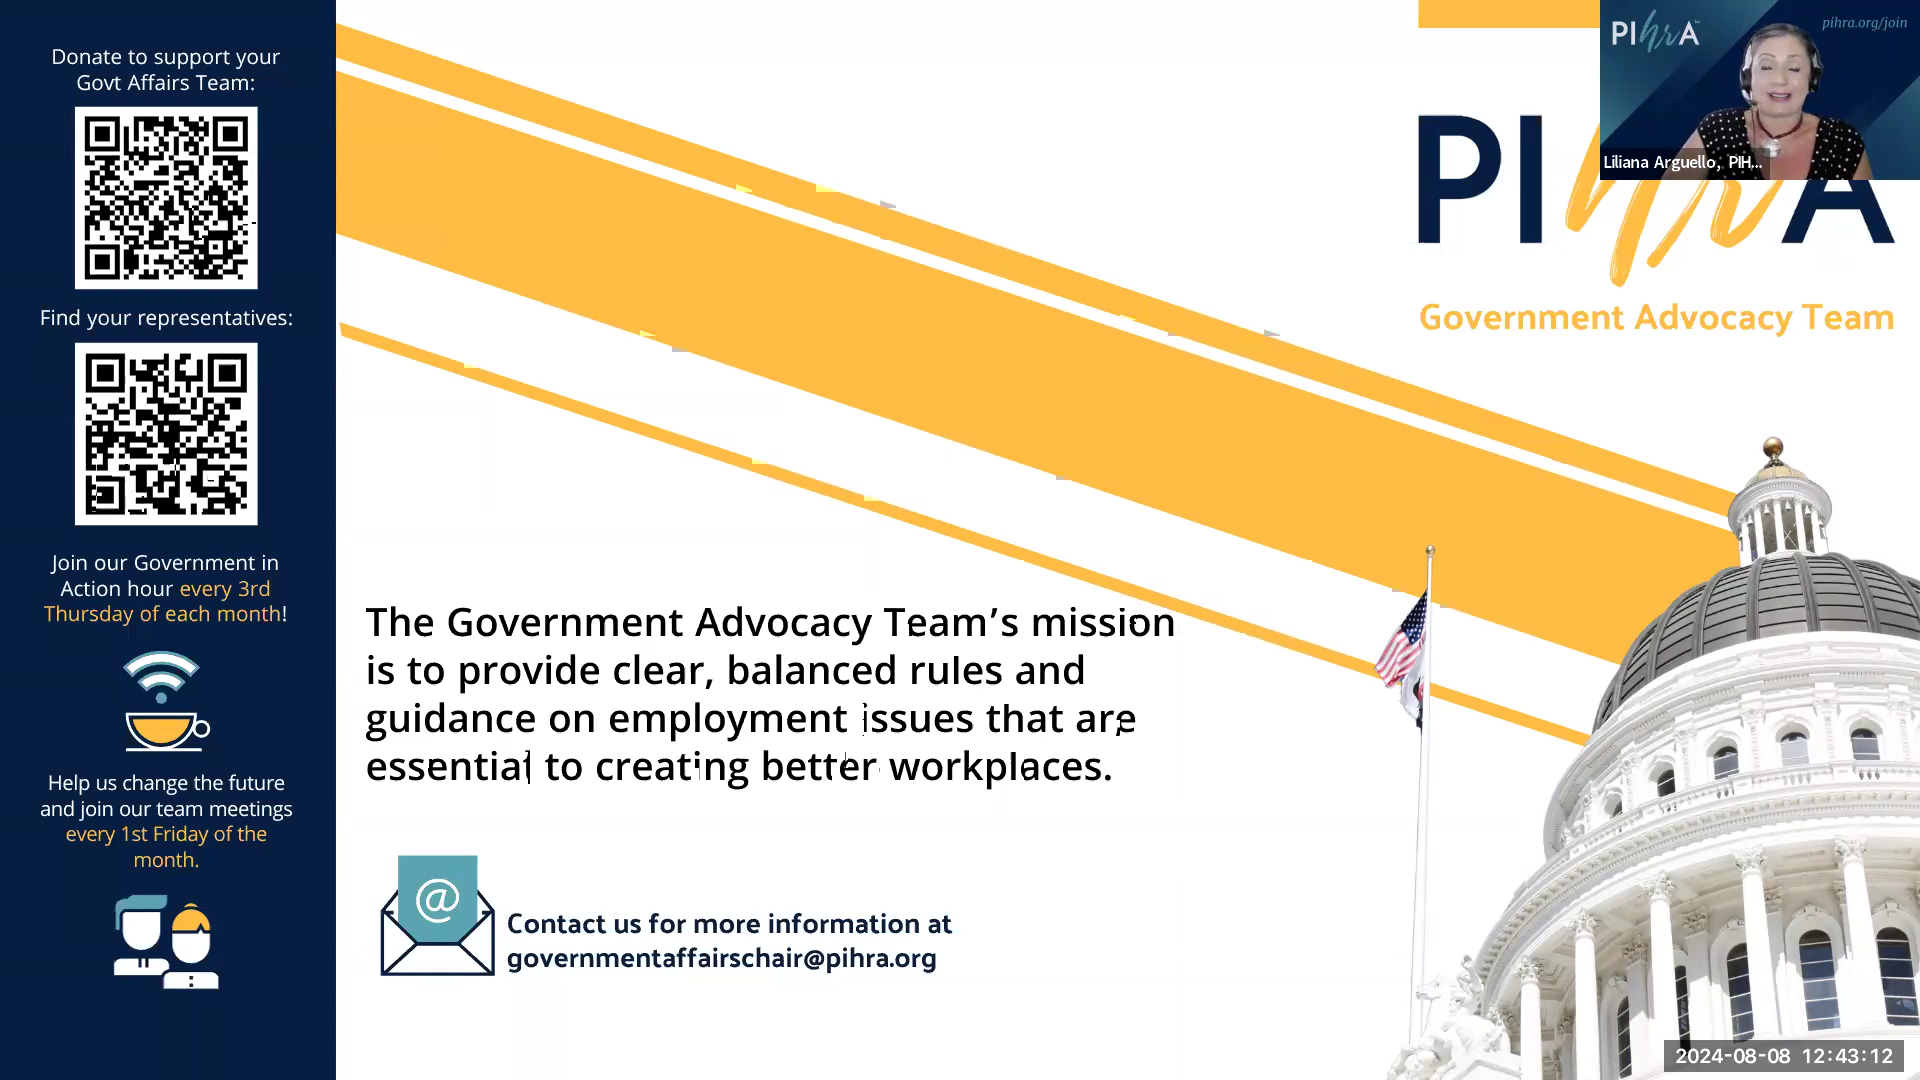 Donate to support your
Govt Affairs Team:
Find your representatives:
Join our Government in
Action hour every 3rd
Thursday of each month!
Help us change the future
and join our team meetings
every 1st Friday of the
month.
The Government Advocacy Team’s mission
is to provide clear, balanced rules and
guidance on employment issues that are
essential to creating better workplaces.
@
Contact us for more information at
governmentaffairschair@pihra.org
PIhrA
Government Advocacy Team
PIhrA
pihra.org/join
Liliana Arguello, PIH...
2024-08-08 12:43:12